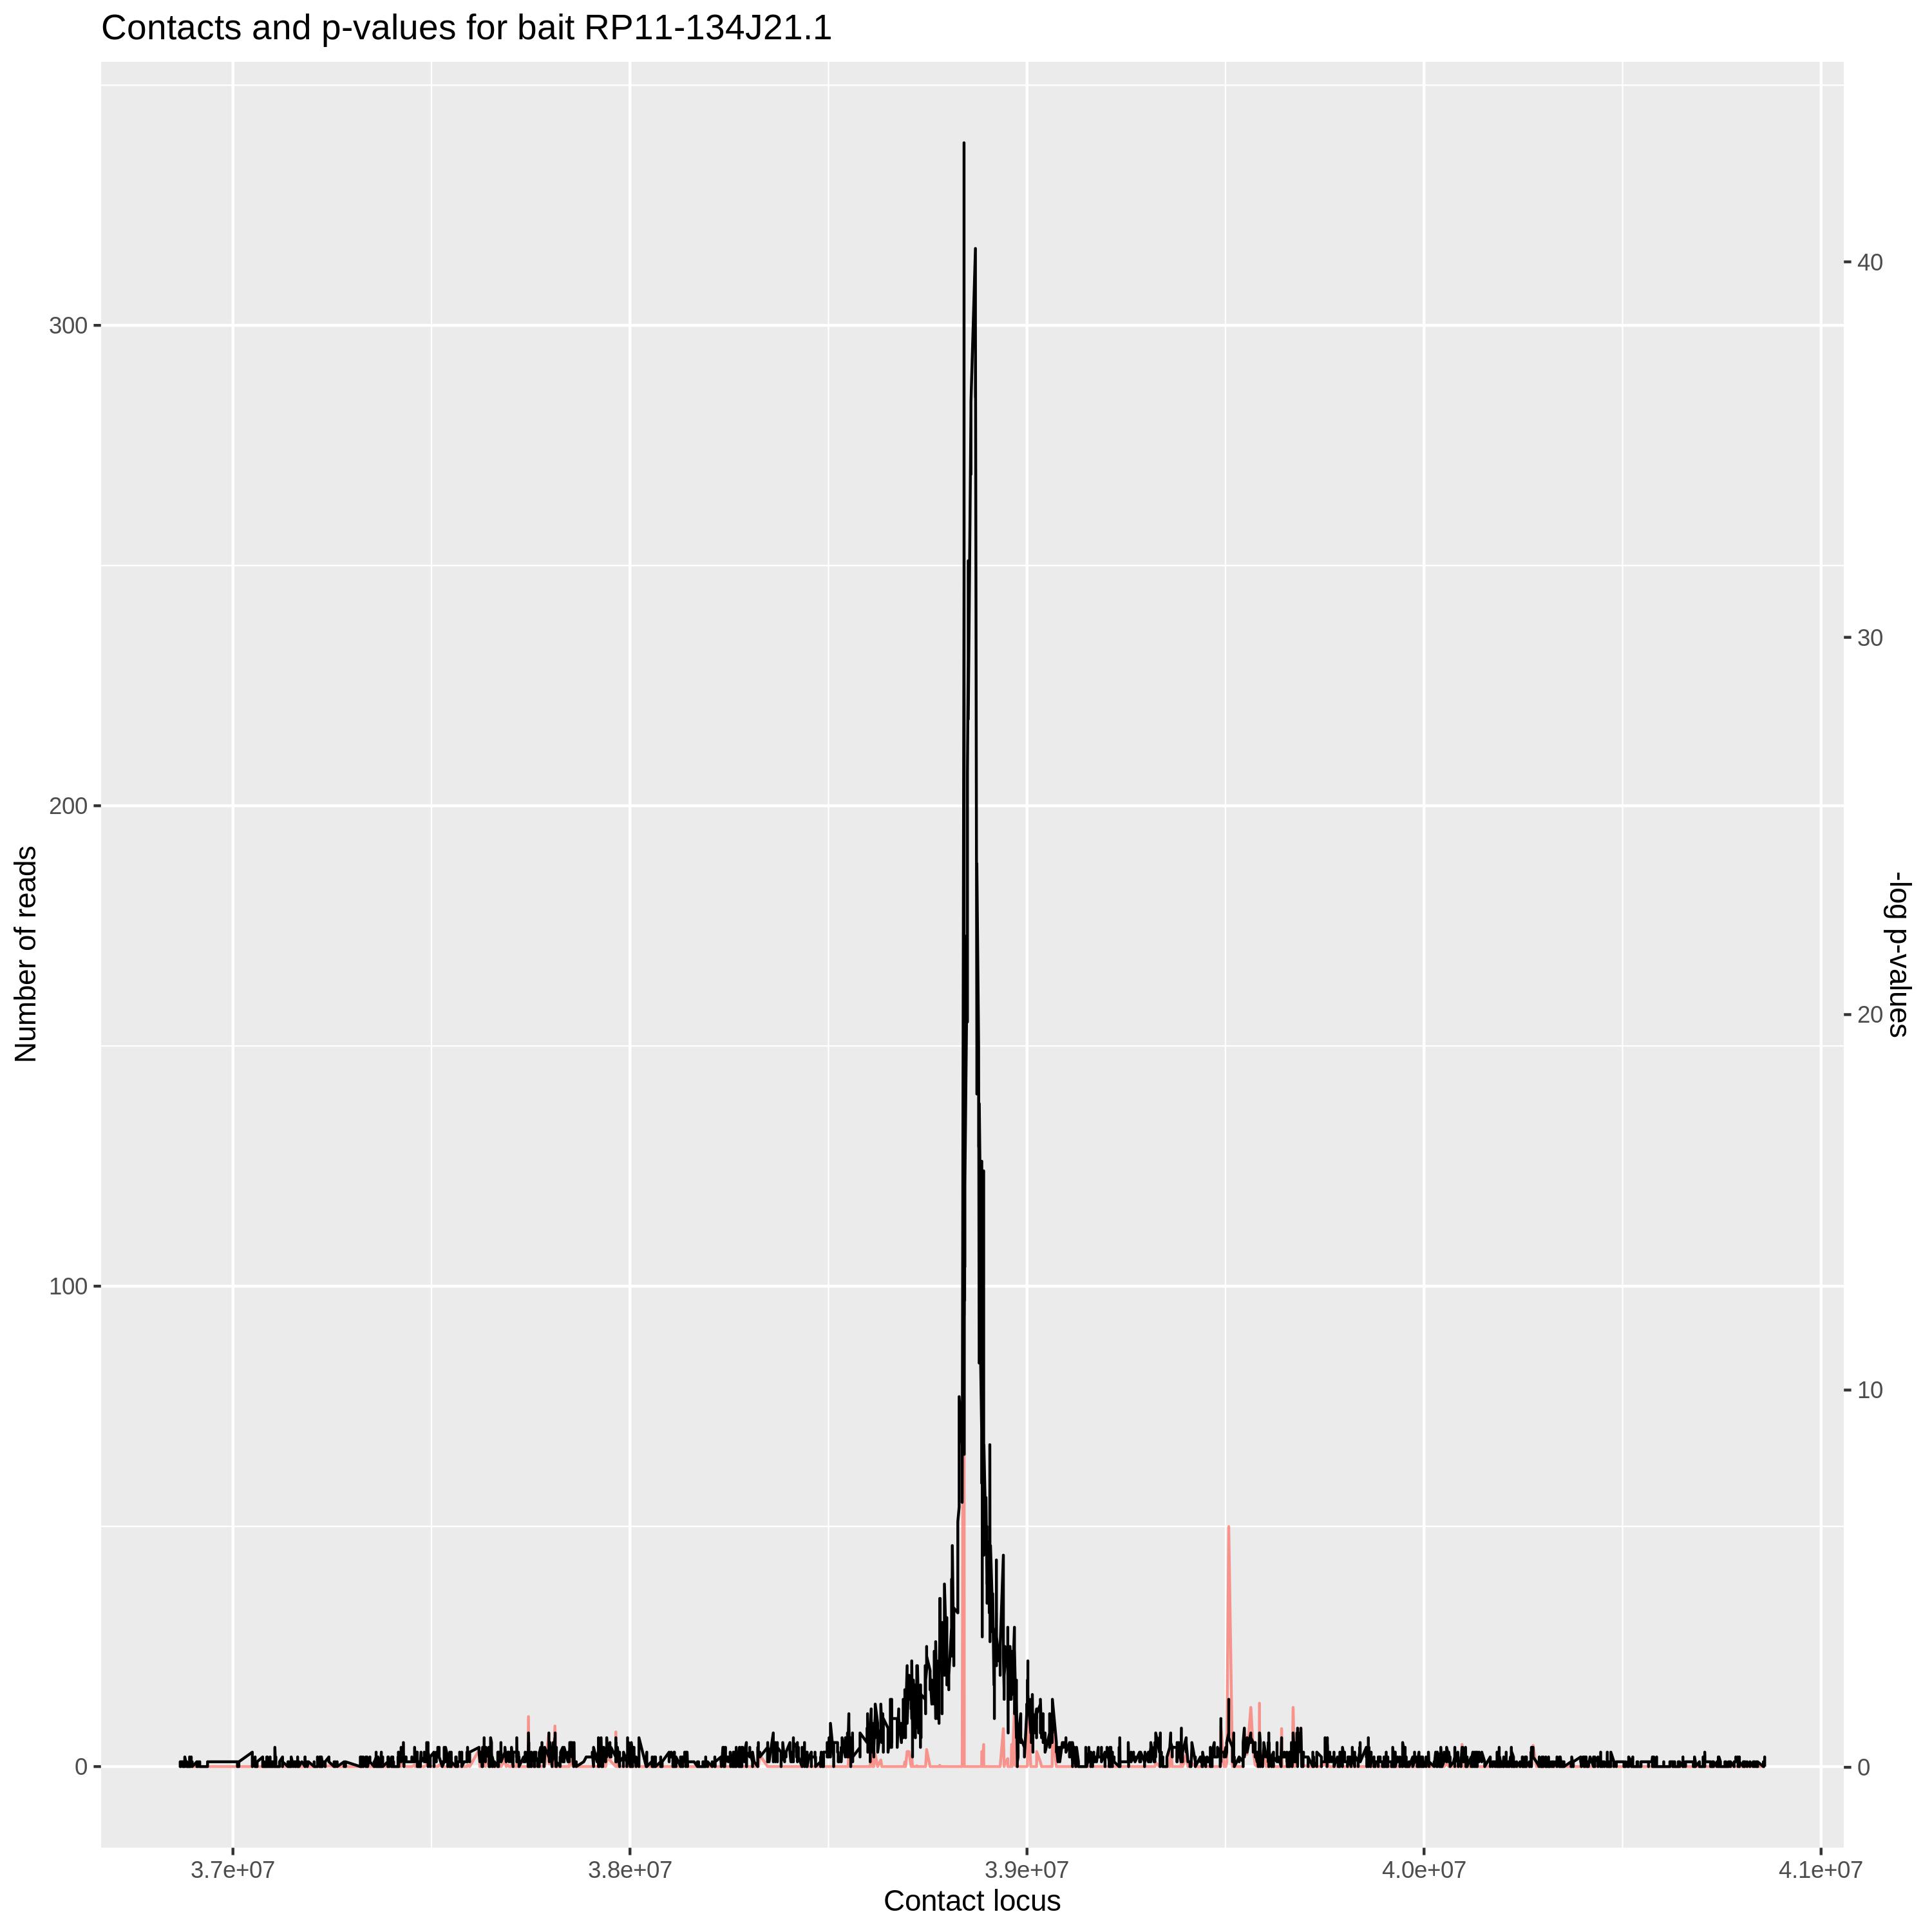 Contacts and p-values for bait RP11-134J21.1
300
200
100
0
Number of reads
40
30
20
10
0
-log p-values
3.7e+07
3.8e+07
3.9e+07
4.0e+07
4.1e+07
Contact locus